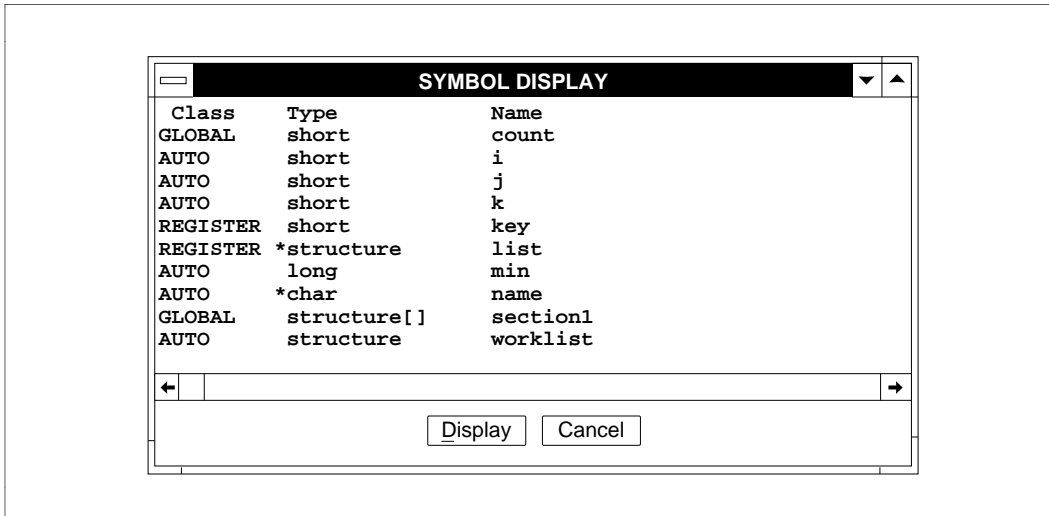 SYMBOL DISPLAY
Class Type Name
GLOBAL short count
AUTO short i
AUTO short j
AUTO short k
REGISTER short key
REGISTER *structure list
AUTO long min
AUTO *char name
GLOBAL structure[] section1
AUTO structure worklist
Display Cancel